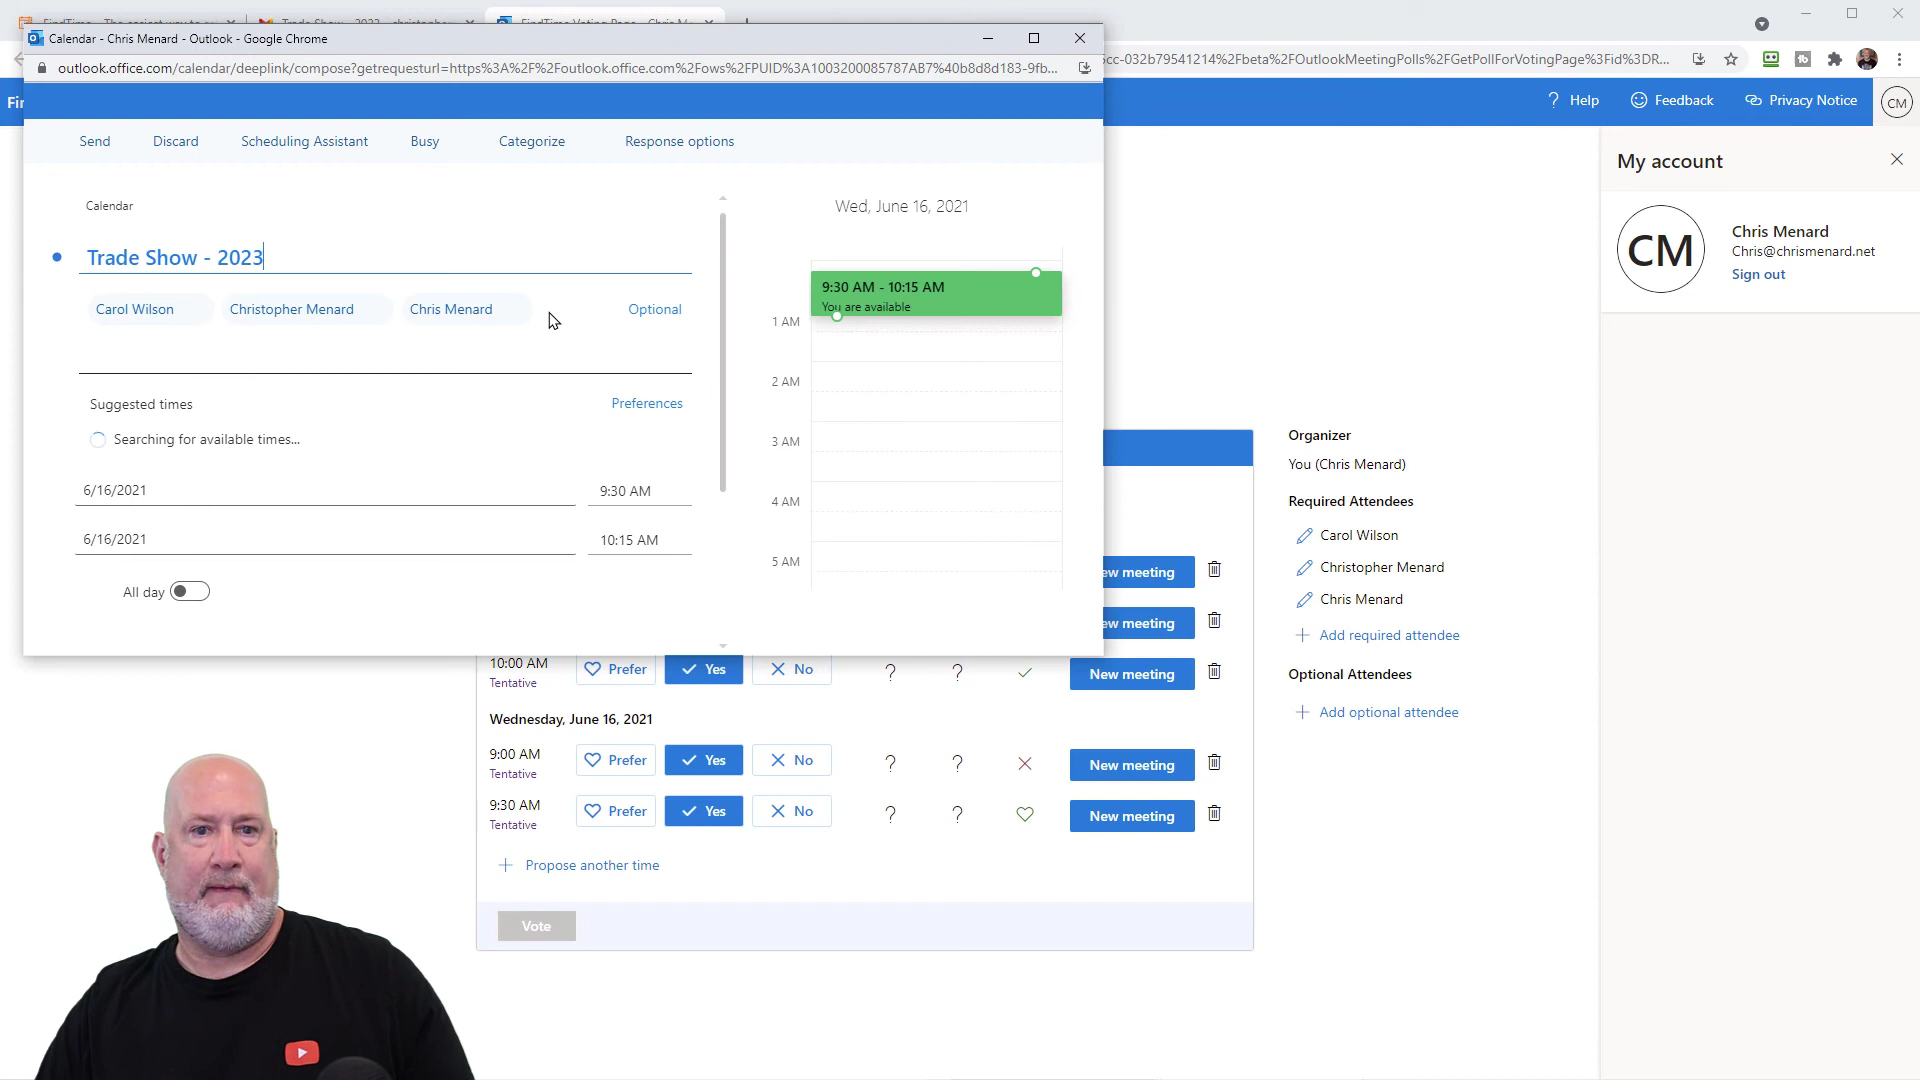 Calendar - Chris Menard - Outlook - Google Chrome
outlook.office.com/calendar/deeplink/compose?getrequesturl=https%3A%2F%2Foutlook.office.com%2Fows%2FPUID%3A1003200085787AB7%40b8d8d183-9fb...
cc-032b79541214%2Fbeta%2FOutlookMeetingPolls%2FGetPollForVotingPage%3Fid%3DR...
Fin
Help
Feedback
Privacy Notice
CM
Send
Discard
Scheduling Assistant
Busy
Categorize
Response options
My account
CM
Chris Menard
Chris@chrismenard.net
Sign out
Calendar
Trade Show - 2023
Carol Wilson
Christopher Menard
Chris Menard
Optional
Suggested times
Preferences
Searching for available times...
6/16/2021
9:30 AM
6/16/2021
10:15 AM
All day
Wed, June 16, 2021
9:30 AM - 10:15 AM
You are available
1 AM
2 AM
3 AM
4 AM
5 AM
Organizer
You (Chris Menard)
Required Attendees
Carol Wilson
Christopher Menard
Chris Menard
Add required attendee
Optional Attendees
Add optional attendee
ew meeting
ew meeting
10:00 AM
Tentative
Prefer
Yes
No
? ?
New meeting
Wednesday, June 16, 2021
9:00 AM
Tentative
Prefer
Yes
No
? ?
New meeting
9:30 AM
Tentative
Prefer
Yes
No
? ?
New meeting
Propose another time
Vote